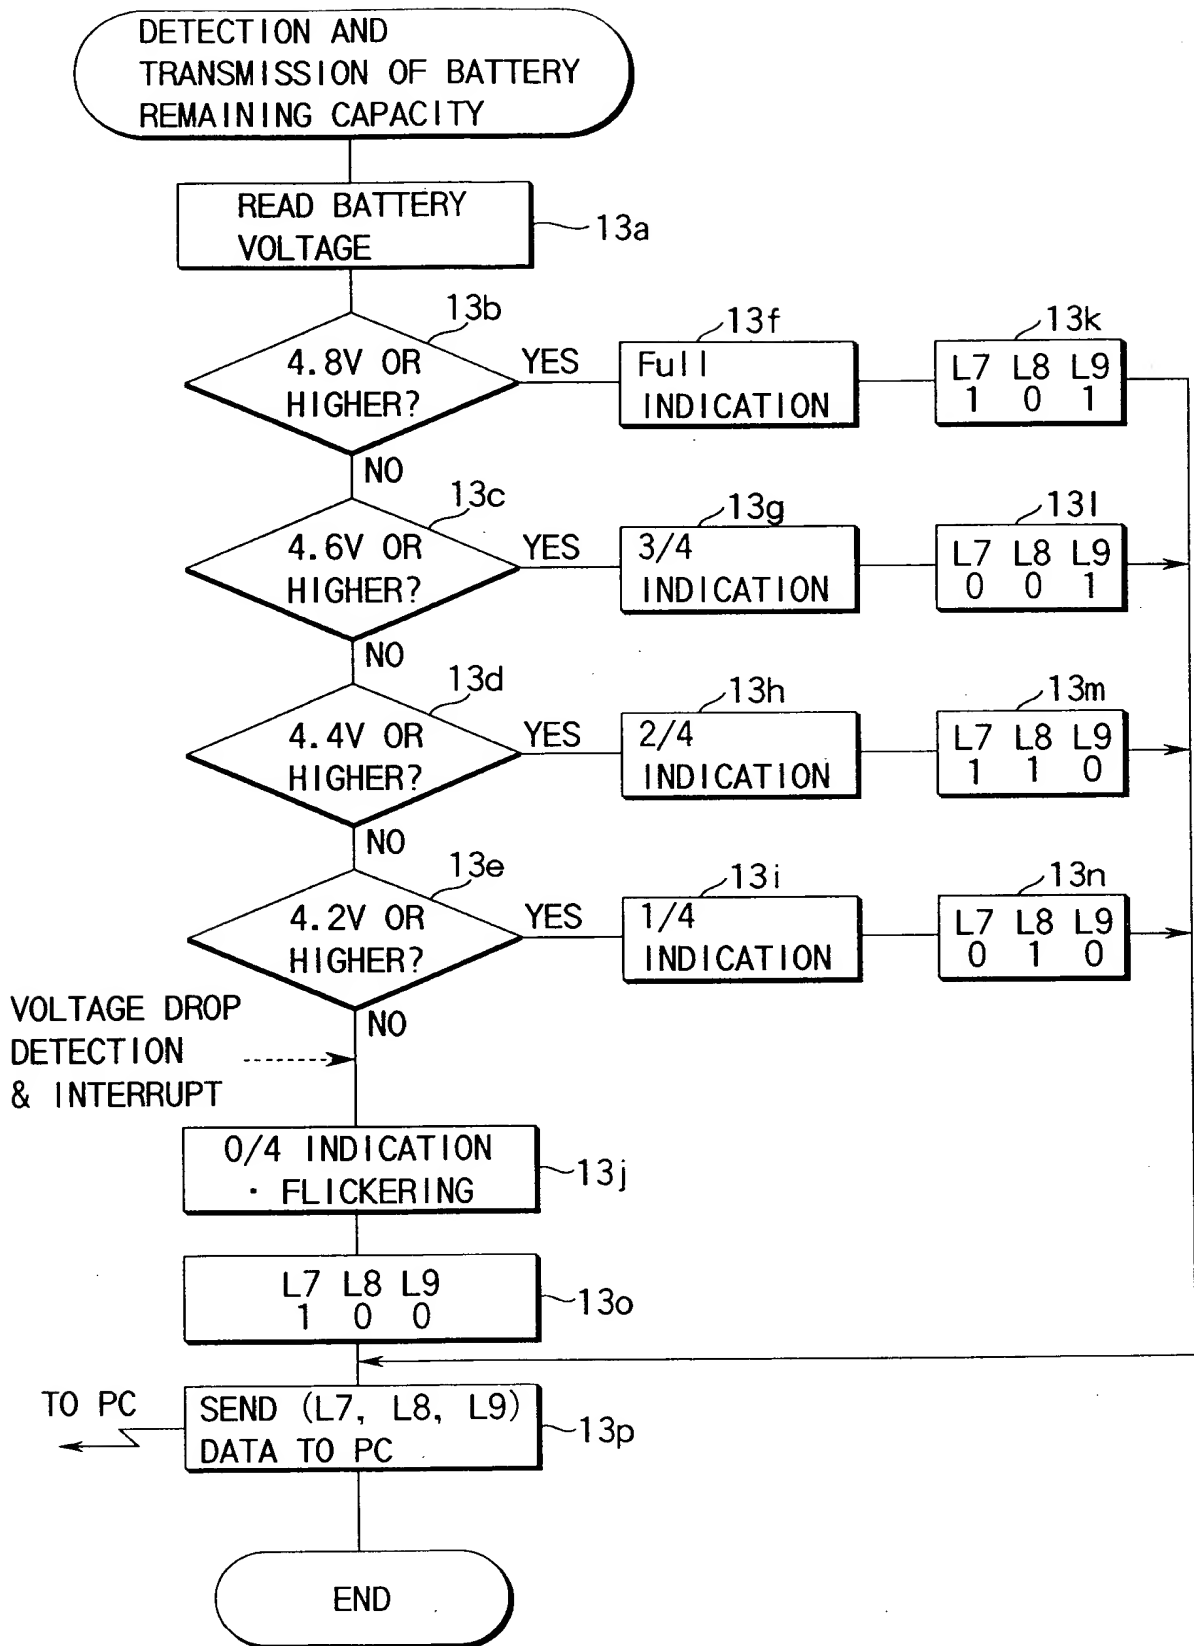 DETECTION AND
TRANSMISSION OF BATTERY
REMAINING CAPACITY
READ BATTERY
VOLTAGE
13a
13b
4.8V OR
HIGHER?
YES
NO
13f
Full
INDICATION
13k
L7 L8 L9
1 0 1
13c
4.6V OR
HIGHER?
YES
NO
13g
3/4
INDICATION
13l
L7 L8 L9
0 0 1
13d
4.4V OR
HIGHER?
YES
NO
13h
2/4
INDICATION
13m
L7 L8 L9
1 1 0
13e
4.2V OR
HIGHER?
YES
NO
13i
1/4
INDICATION
13n
L7 L8 L9
0 1 0
VOLTAGE DROP
DETECTION
& INTERRUPT
0/4 INDICATION
· FLICKERING
13j
L7 L8 L9
1 0 0
13o
TO PC
SEND (L7, L8, L9)
DATA TO PC
13p
END